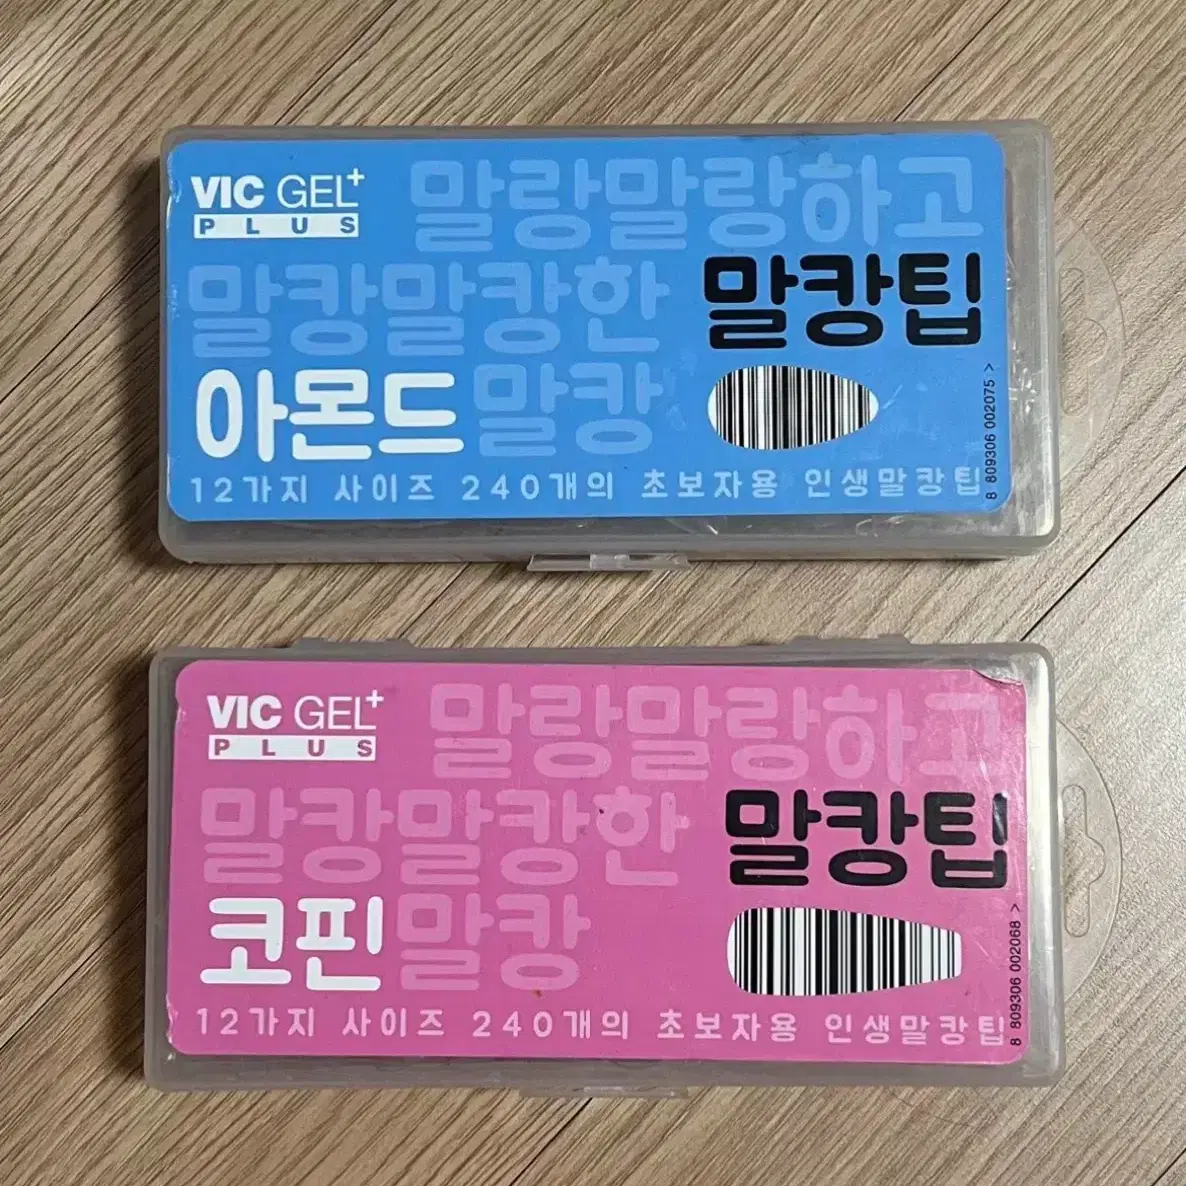 VIC GEL+
PLUS
말랑말랑하고
말캉말캉한
말캉팁
아몬드말캉
12가지 사이즈 240개의 초보자용 인생말캉팁
8 809306 002075 >
VIC GEL+
PLUS
말랑말랑하고
말캉말캉한
말캉팁
코핀말캉
12가지 사이즈 240개의 초보자용 인생말캉팁
8 809306 002068 >